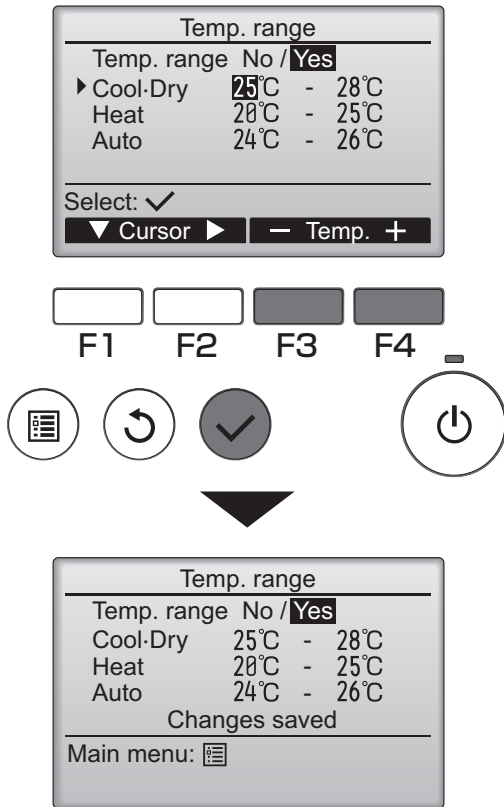 Temp. range
Temp. range No / Yes
Cool·Dry 25°C - 28°C
Heat 20°C - 25°C
Auto 24°C - 26°C
Select: ✓
▼ Cursor ▶ − Temp. +
F1 F2 F3 F4
Temp. range
Temp. range No / Yes
Cool·Dry 25°C - 28°C
Heat 20°C - 25°C
Auto 24°C - 26°C
Changes saved
Main menu: